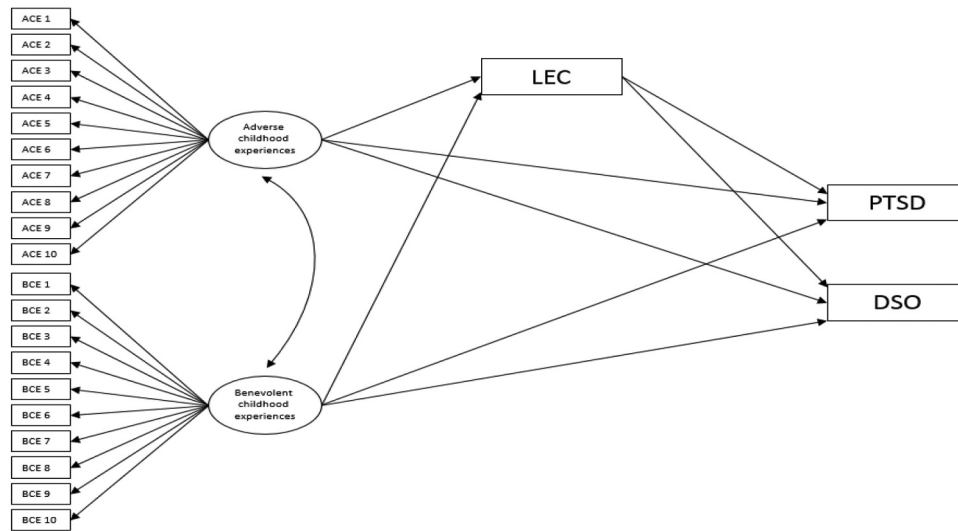 ACE 1
ACE 2
ACE 3
ACE 4
ACE 5
ACE 6
ACE 7
ACE 8
ACE 9
ACE 10
BCE 1
BCE 2
BCE 3
BCE 4
BCE 5
BCE 6
BCE 7
BCE 8
BCE 9
BCE 10
Adverse
childhood
experiences
Benevolent
childhood
experiences
LEC
PTSD
DSO